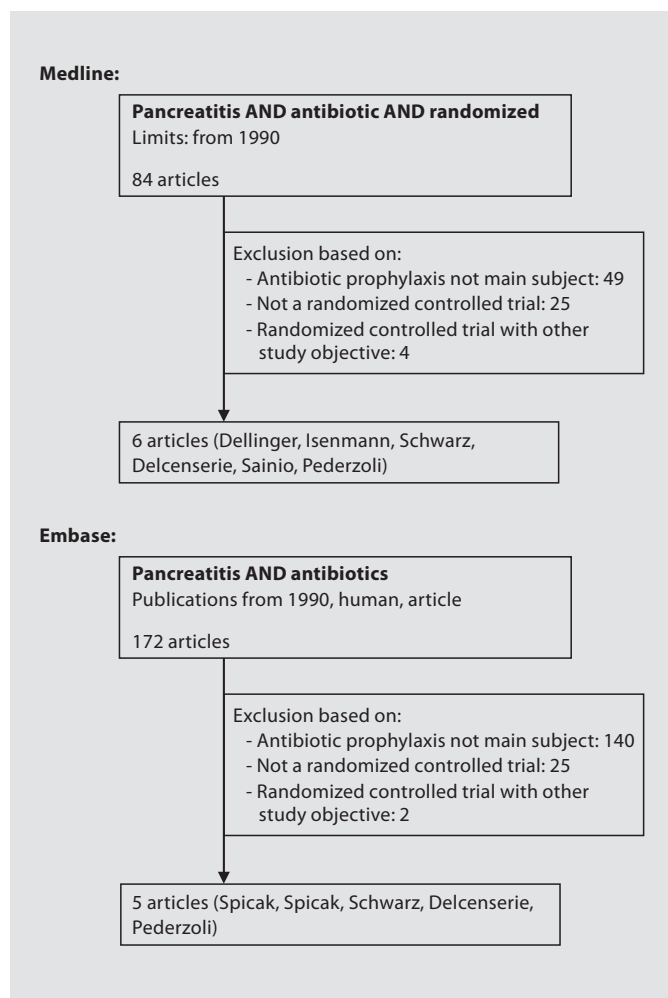 Medline:
Pancreatitis AND antibiotic AND randomized
Limits: from 1990
84 articles
Exclusion based on:
- Antibiotic prophylaxis not main subject: 49
- Not a randomized controlled trial: 25
- Randomized controlled trial with other
study objective: 4
6 articles (Dellinger, Isenmann, Schwarz,
Delcenserie, Sainio, Pederzoli)
Embase:
Pancreatitis AND antibiotics
Publications from 1990, human, article
172 articles
Exclusion based on:
- Antibiotic prophylaxis not main subject: 140
- Not a randomized controlled trial: 25
- Randomized controlled trial with other
study objective: 2
5 articles (Spicak, Spicak, Schwarz, Delcenserie,
Pederzoli)